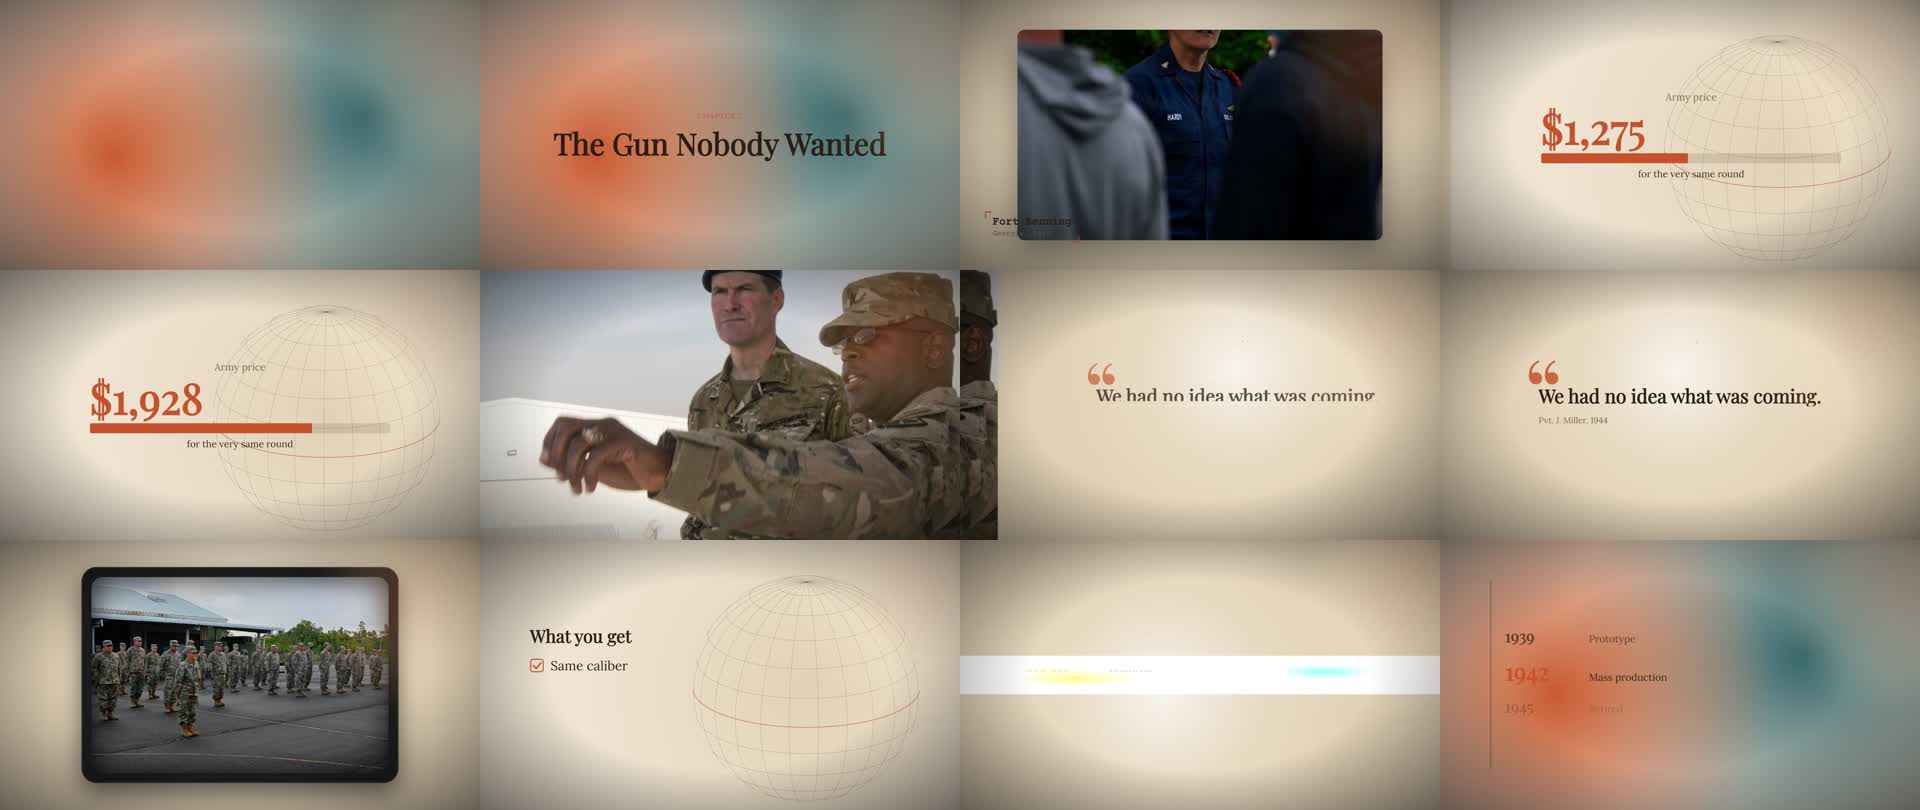 The Gun Nobody Wanted
HARDY
Fort Benning
Army price
$1,275
for the very same round
Army price
$1,928
for the very same round
We had no idea what was coming.
We had no idea what was coming.
Pvt. J. Miller, 1944
What you get
Same caliber
1939 Prototype
1942 Mass production
1945 Retired